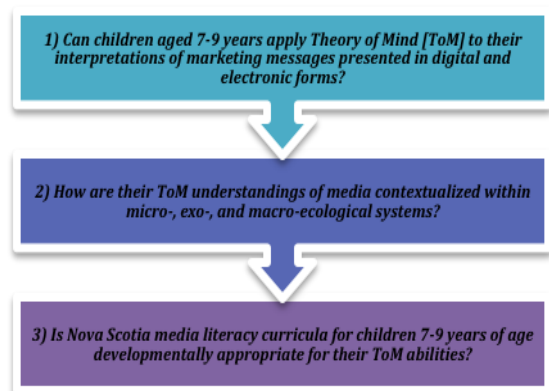 1) Can children aged 7-9 years apply Theory of Mind [ToM] to their
interpretations of marketing messages presented in digital and
electronic forms?
2) How are their ToM understandings of media contextualized within
micro-, exo-, and macro-ecological systems?
3) Is Nova Scotia media literacy curricula for children 7-9 years of age
developmentally appropriate for their ToM abilities?